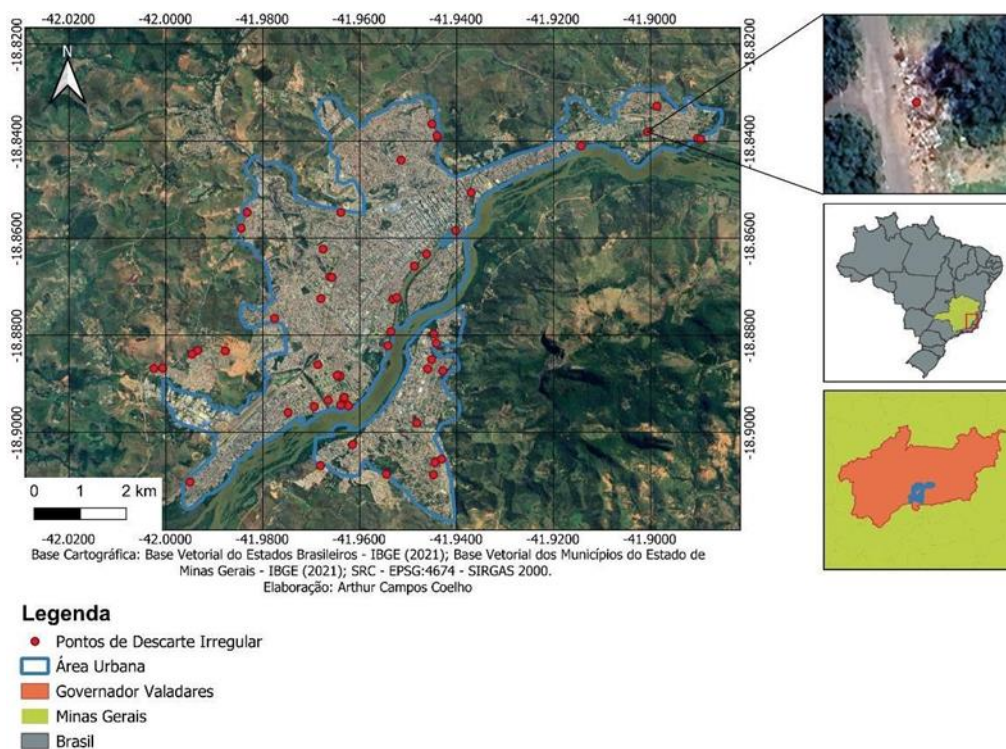 -42.0200 -42.0000 -41.9800 -41.9600 -41.9400 -41.9200 -41.9000
-18.8200 -18.8200
N
-18.8400 -18.8400
-18.8600 -18.8600
-18.8800 -18.8800
-18.9000 -18.9000
0 1 2 km
-42.0200 -42.0000 -41.9800 -41.9600 -41.9400 -41.9200 -41.9000
Base Cartográfica: Base Vetorial do Estados Brasileiros - IBGE (2021); Base Vetorial dos Municípios do Estado de
Minas Gerais - IBGE (2021); SRC - EPSG:4674 - SIRGAS 2000.
Elaboração: Arthur Campos Coelho
Legenda
Pontos de Descarte Irregular
Área Urbana
Governador Valadares
Minas Gerais
Brasil